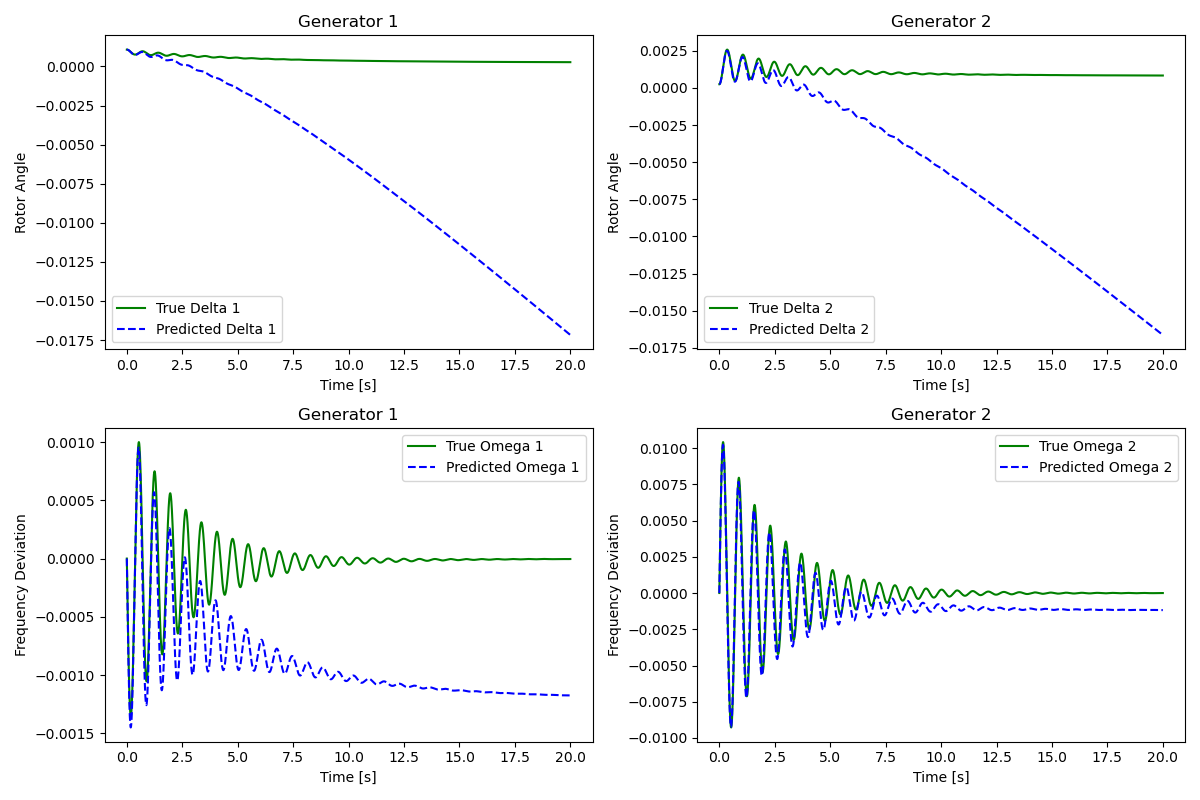 Generator 1
Rotor Angle
0.0000
−0.0025
−0.0050
−0.0075
−0.0100
−0.0125
−0.0150
−0.0175
True Delta 1
Predicted Delta 1
0.0 2.5 5.0 7.5 10.0 12.5 15.0 17.5 20.0
Time [s]
Generator 2
Rotor Angle
0.0025
0.0000
−0.0025
−0.0050
−0.0075
−0.0100
−0.0125
−0.0150
−0.0175
True Delta 2
Predicted Delta 2
0.0 2.5 5.0 7.5 10.0 12.5 15.0 17.5 20.0
Time [s]
Generator 1
Frequency Deviation
0.0010
0.0005
0.0000
−0.0005
−0.0010
−0.0015
True Omega 1
Predicted Omega 1
0.0 2.5 5.0 7.5 10.0 12.5 15.0 17.5 20.0
Time [s]
Generator 2
Frequency Deviation
0.0100
0.0075
0.0050
0.0025
0.0000
−0.0025
−0.0050
−0.0075
−0.0100
True Omega 2
Predicted Omega 2
0.0 2.5 5.0 7.5 10.0 12.5 15.0 17.5 20.0
Time [s]